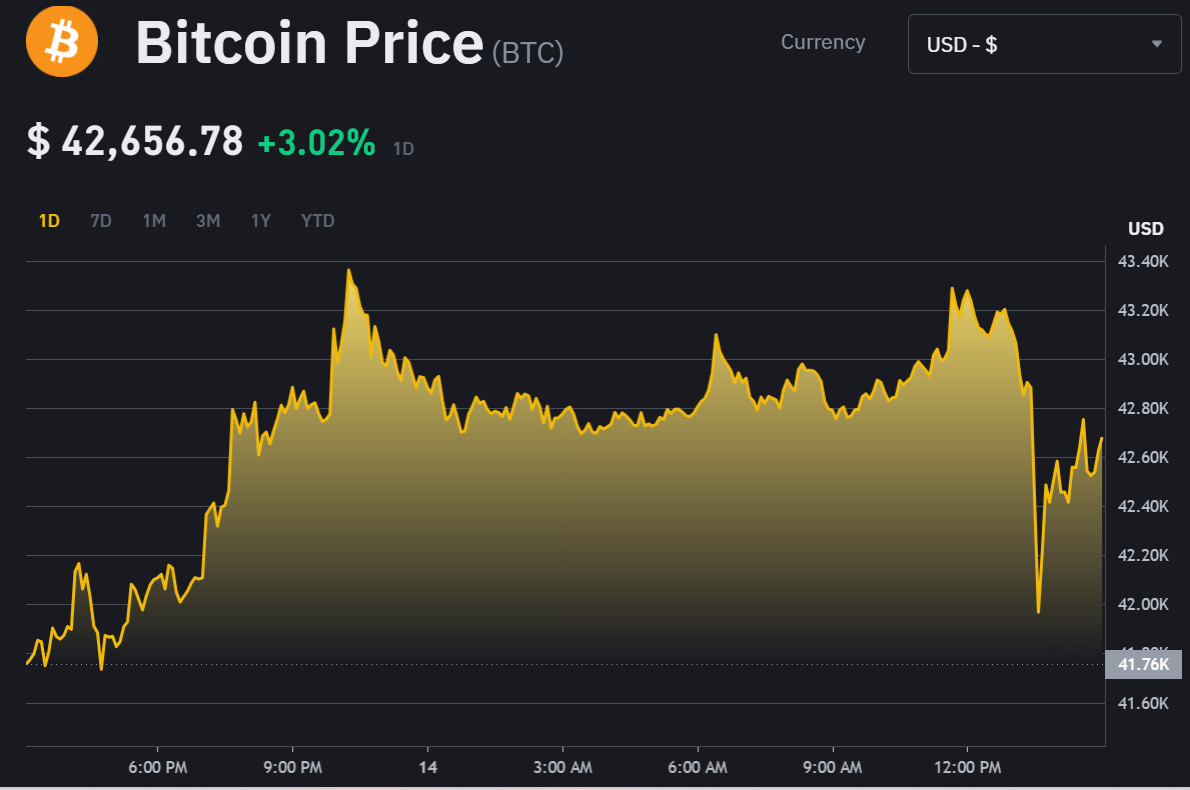 Bitcoin Price (BTC)
Currency
USD - $
$ 42,656.78 +3.02% 1D
1D 7D 1M 3M 1Y YTD
USD
43.40K
43.20K
43.00K
42.80K
42.60K
42.40K
42.20K
42.00K
41.76K
41.60K
6:00 PM 9:00 PM 14 3:00 AM 6:00 AM 9:00 AM 12:00 PM